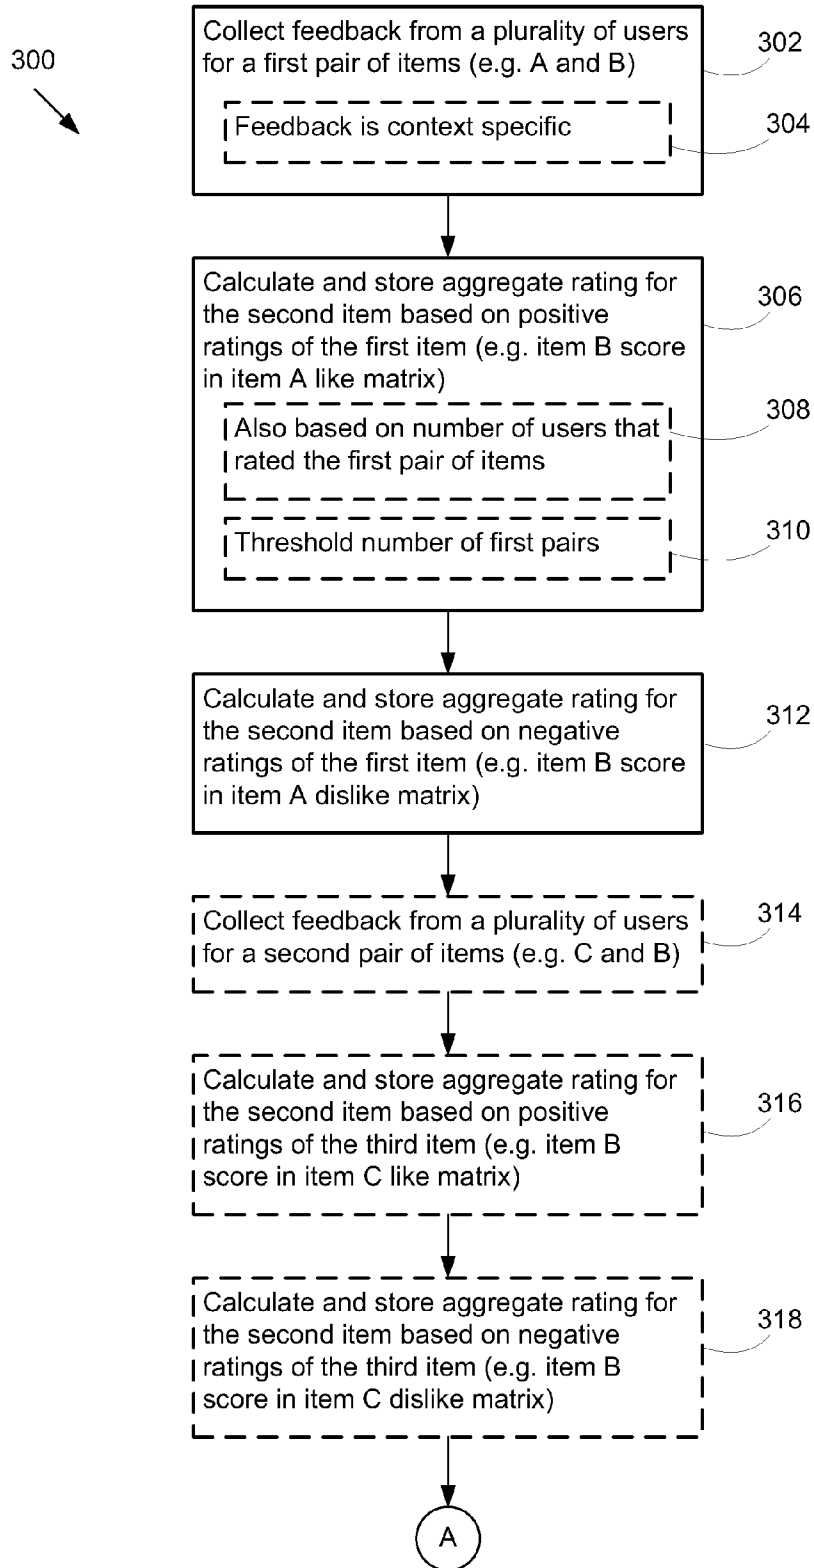 300
Collect feedback from a plurality of users
for a first pair of items (e.g. A and B)
302
Feedback is context specific
304
Calculate and store aggregate rating for
the second item based on positive
ratings of the first item (e.g. item B score
in item A like matrix)
306
Also based on number of users that
rated the first pair of items
308
Threshold number of first pairs
310
Calculate and store aggregate rating for
the second item based on negative
ratings of the first item (e.g. item B score
in item A dislike matrix)
312
Collect feedback from a plurality of users
for a second pair of items (e.g. C and B)
314
Calculate and store aggregate rating for
the second item based on positive
ratings of the third item (e.g. item B
score in item C like matrix)
316
Calculate and store aggregate rating for
the second item based on negative
ratings of the third item (e.g. item B
score in item C dislike matrix)
318
A